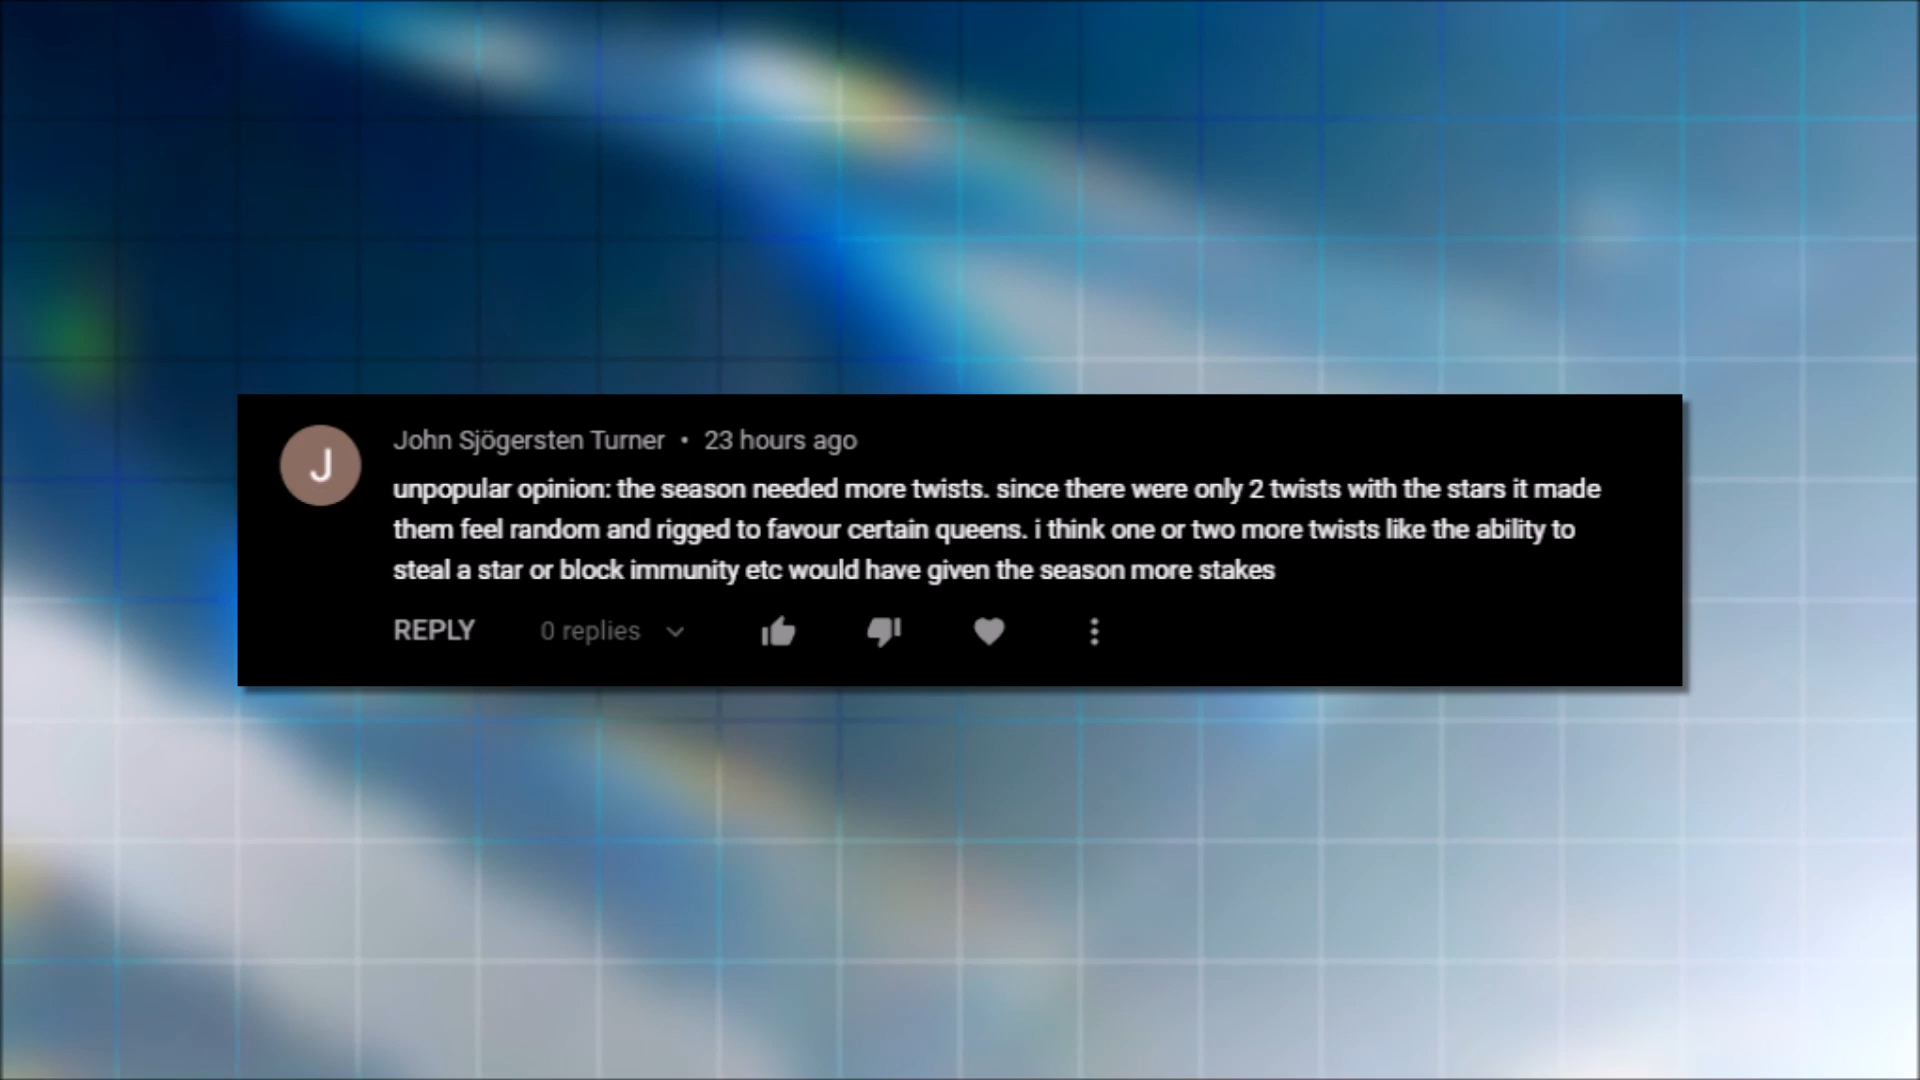 J
John Sjögersten Turner • 23 hours ago
unpopular opinion: the season needed more twists. since there were only 2 twists with the stars it made
them feel random and rigged to favour certain queens. i think one or two more twists like the ability to
steal a star or block immunity etc would have given the season more stakes
REPLY 0 replies